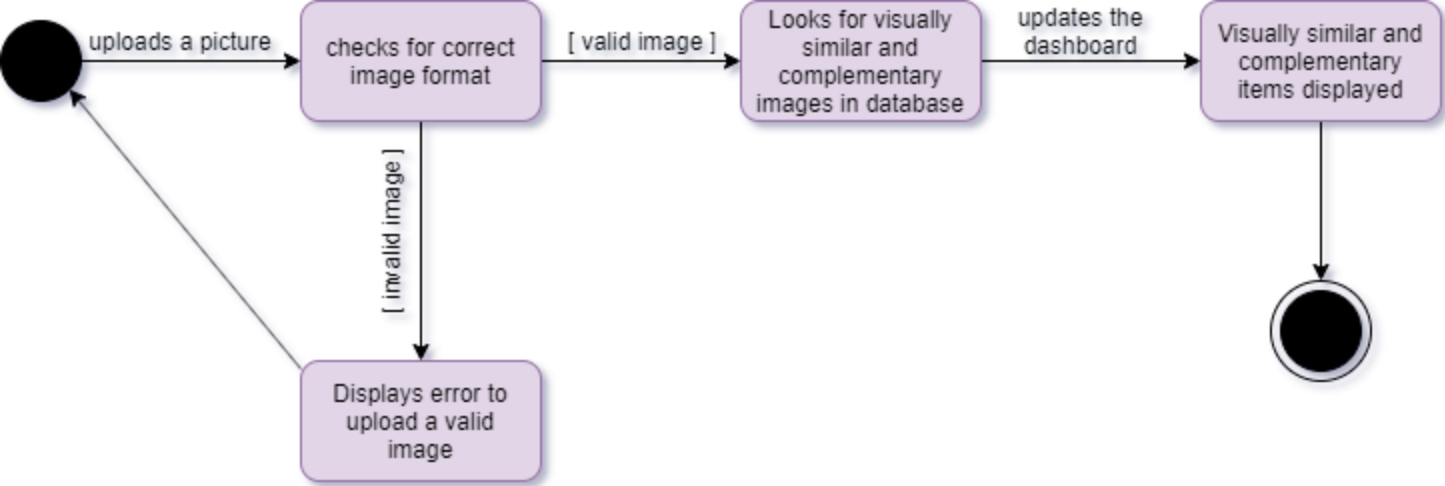 uploads a picture
checks for correct
image format
[ valid image ]
Looks for visually
similar and
complementary
images in database
updates the
dashboard
Visually similar and
complementary
items displayed
[ invalid image ]
Displays error to
upload a valid
image